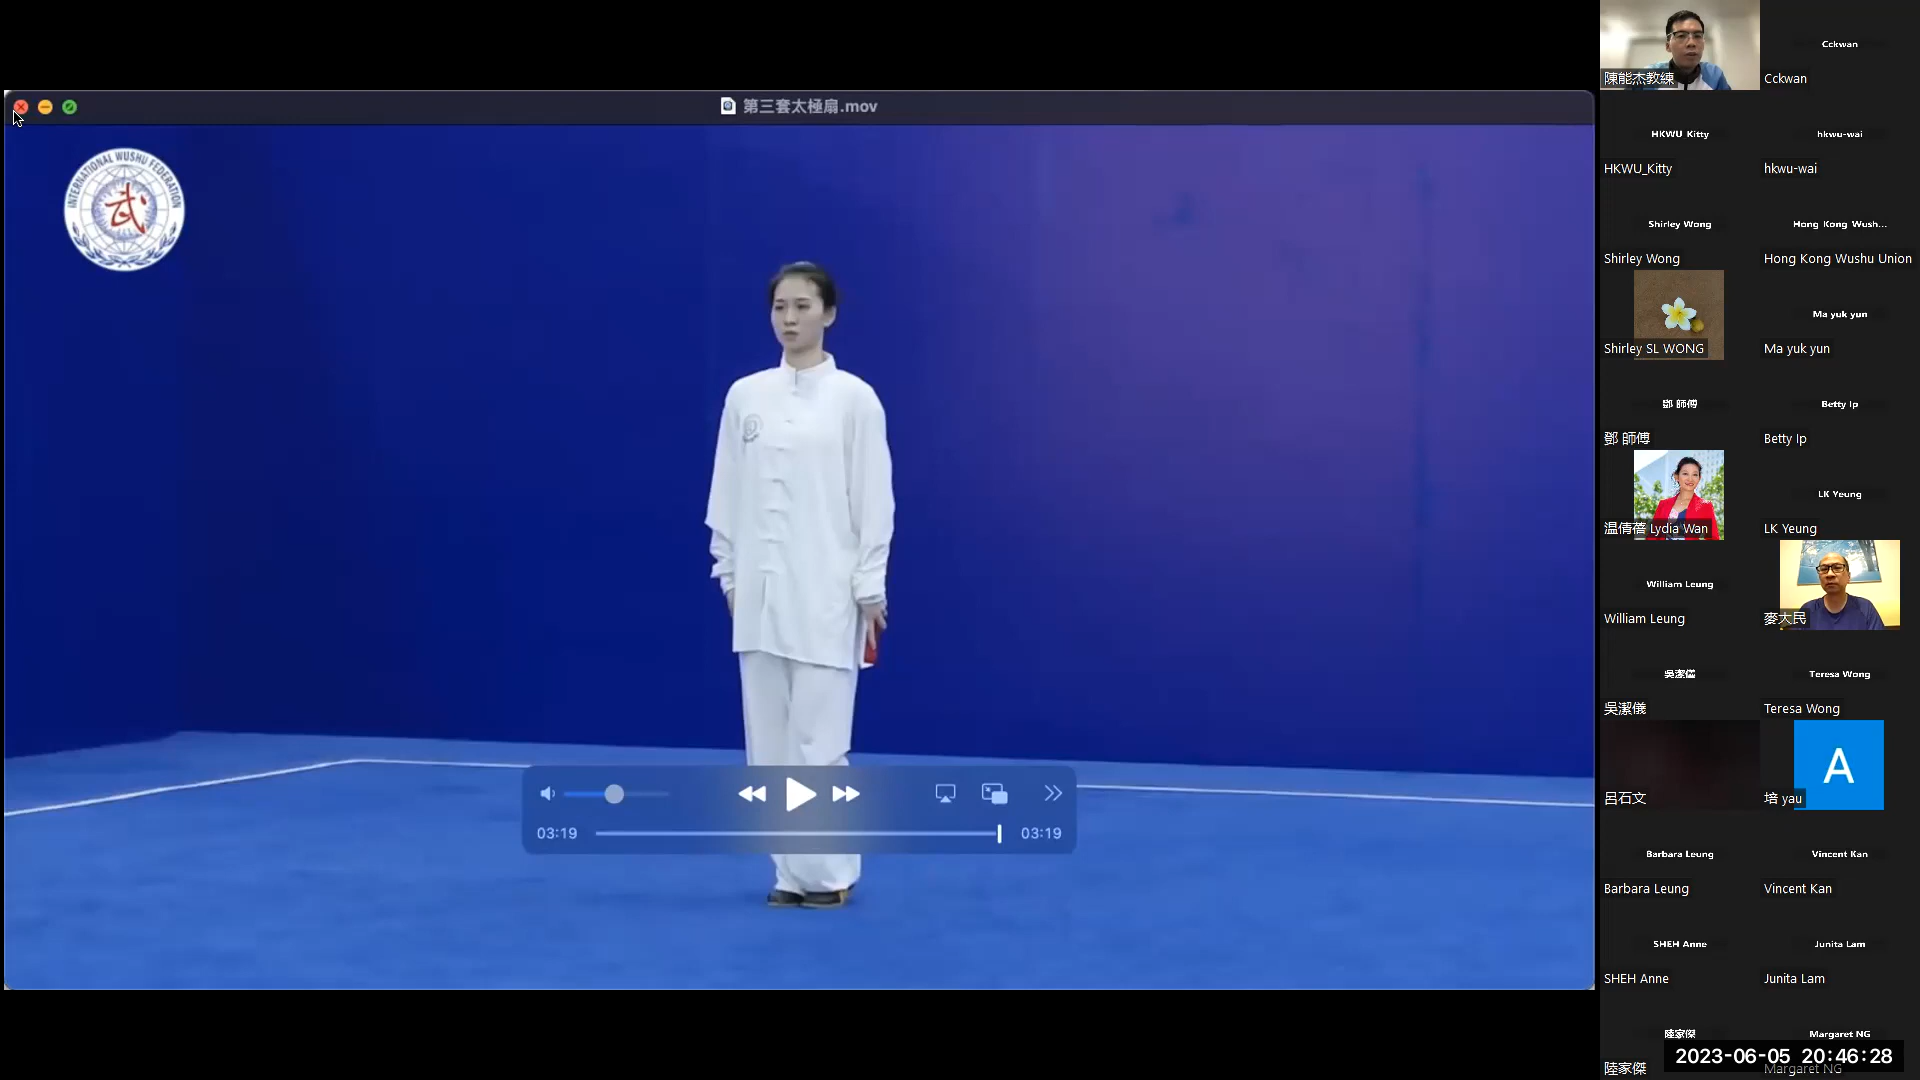 第三套太極扇.mov
INTERNATIONAL WUSHU FEDERATION
武
03:19
03:19
陳能杰教練
Cckwan
Cckwan
HKWU_Kitty
HKWU_Kitty
hkwu-wai
hkwu-wai
Shirley Wong
Shirley Wong
Hong Kong Wush...
Hong Kong Wushu Union
Shirley SL WONG
Ma yuk yun
Ma yuk yun
鄧 師傅
鄧 師傅
Betty Ip
Betty Ip
温倩蓓 Lydia Wan
LK Yeung
LK Yeung
William Leung
William Leung
麥大民
吳潔儀
吳潔儀
Teresa Wong
Teresa Wong
呂石文
A
培 yau
Barbara Leung
Barbara Leung
Vincent Kan
Vincent Kan
SHEH Anne
SHEH Anne
Junita Lam
Junita Lam
陸家傑
陸家傑
Margaret NG
Margaret NG
2023-06-05 20:46:28